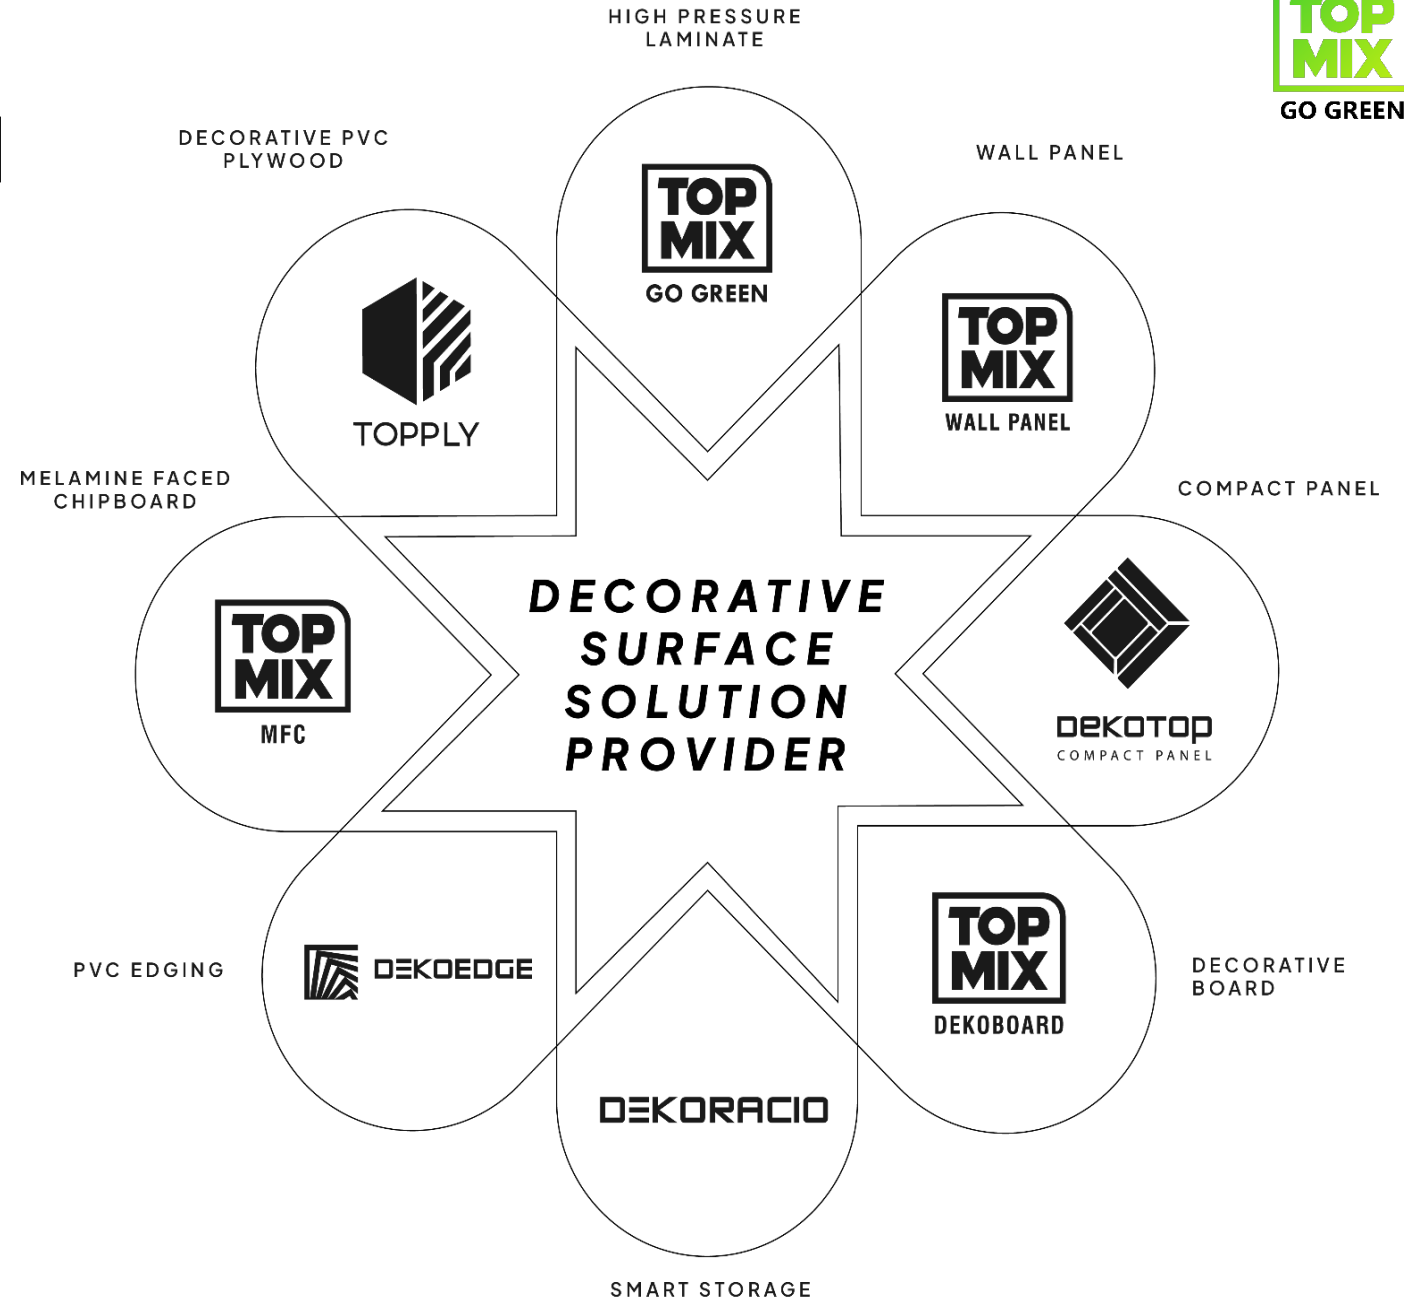 HIGH PRESSURE
LAMINATE
TOP
MIX
GO GREEN
DECORATIVE PVC
PLYWOOD
WALL PANEL
TOP
MIX
GO GREEN
TOPPLY
TOP
MIX
WALL PANEL
MELAMINE FACED
CHIPBOARD
COMPACT PANEL
TOP
MIX
MFC
DECORATIVE
SURFACE
SOLUTION
PROVIDER
DEKOTOP
COMPACT PANEL
PVC EDGING
DEKOEDGE
TOP
MIX
DEKOBOARD
DECORATIVE
BOARD
DEKORACIO
SMART STORAGE